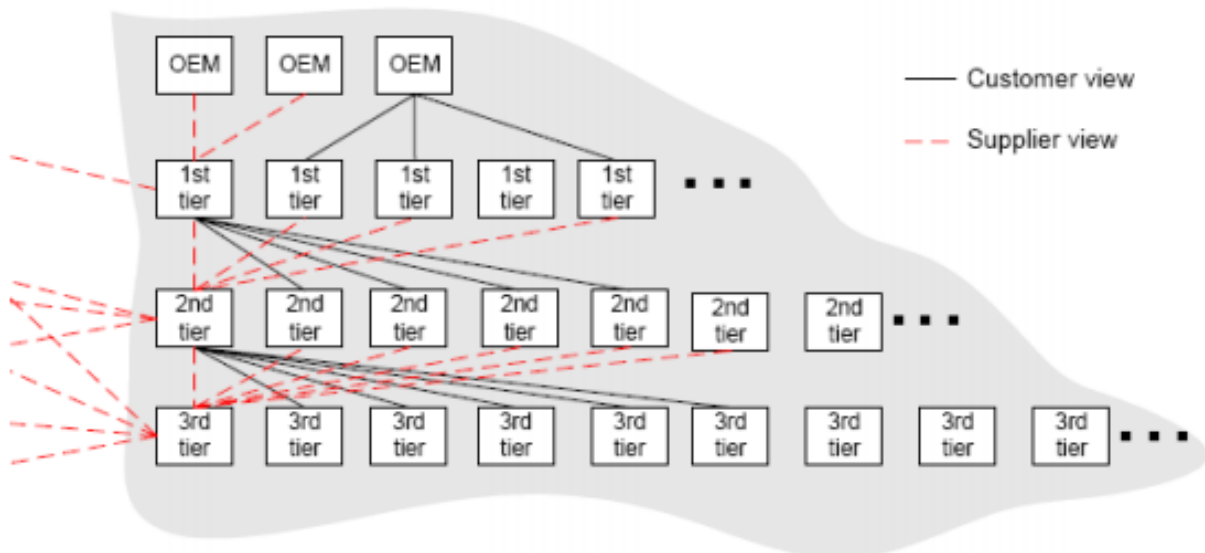 OEM
OEM
OEM
Customer view
Supplier view
1st
tier
1st
tier
1st
tier
1st
tier
1st
tier
2nd
tier
2nd
tier
2nd
tier
2nd
tier
2nd
tier
2nd
tier
2nd
tier
3rd
tier
3rd
tier
3rd
tier
3rd
tier
3rd
tier
3rd
tier
3rd
tier
3rd
tier
3rd
tier